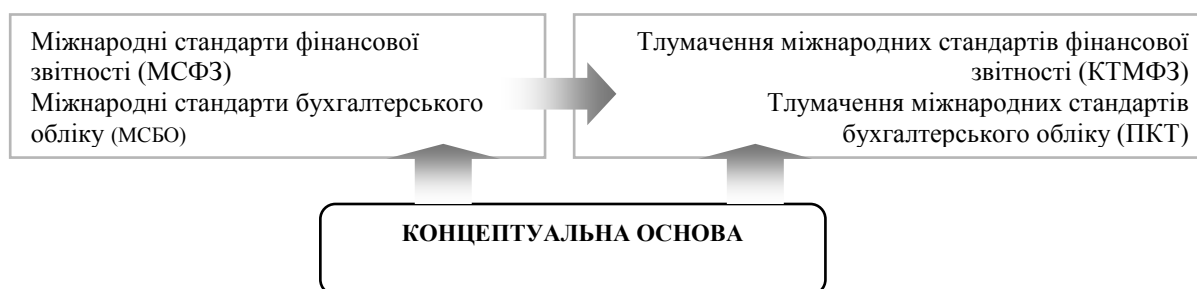 Міжнародні стандарти фінансової
звітності (МСФЗ)
Міжнародні стандарти бухгалтерського
обліку (МСБО)
Тлумачення міжнародних стандартів фінансової
звітності (КТМФЗ)
Тлумачення міжнародних стандартів
бухгалтерського обліку (ПКТ)
КОНЦЕПТУАЛЬНА ОСНОВА